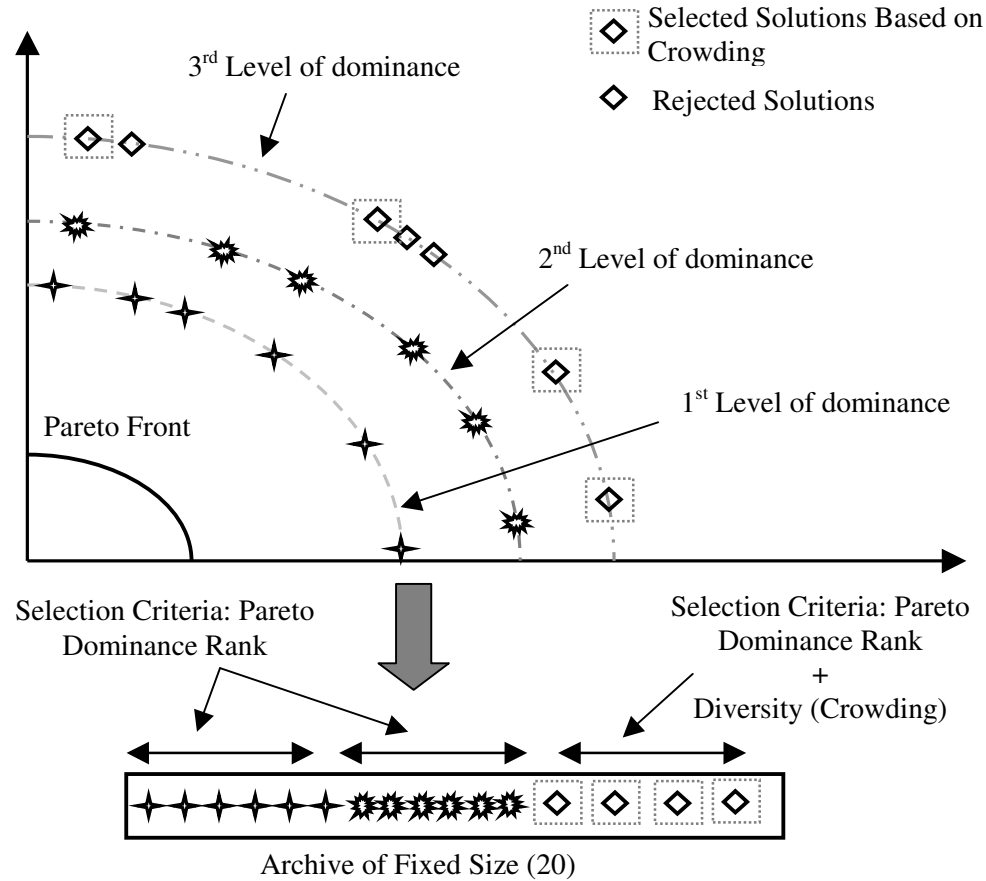 Selected Solutions Based on
Crowding
Rejected Solutions
3rd Level of dominance
2nd Level of dominance
1st Level of dominance
Pareto Front
Selection Criteria: Pareto
Dominance Rank
Selection Criteria: Pareto
Dominance Rank
+
Diversity (Crowding)
Archive of Fixed Size (20)